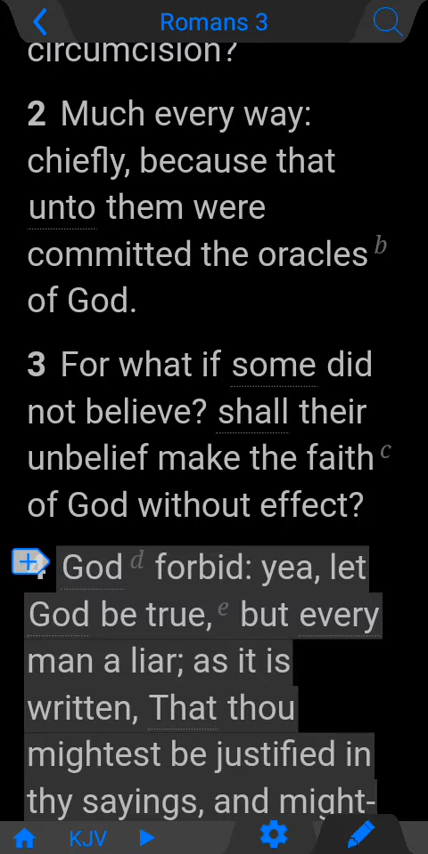 Romans 3
circumcision?
2 Much every way:
chiefly, because that
unto them were
committed the oracles b
of God.
3 For what if some did
not believe? shall their
unbelief make the faith c
of God without effect?
4 God d forbid: yea, let
God be true, e but every
man a liar; as it is
written, That thou
mightest be justified in
thy sayings, and might-
KJV